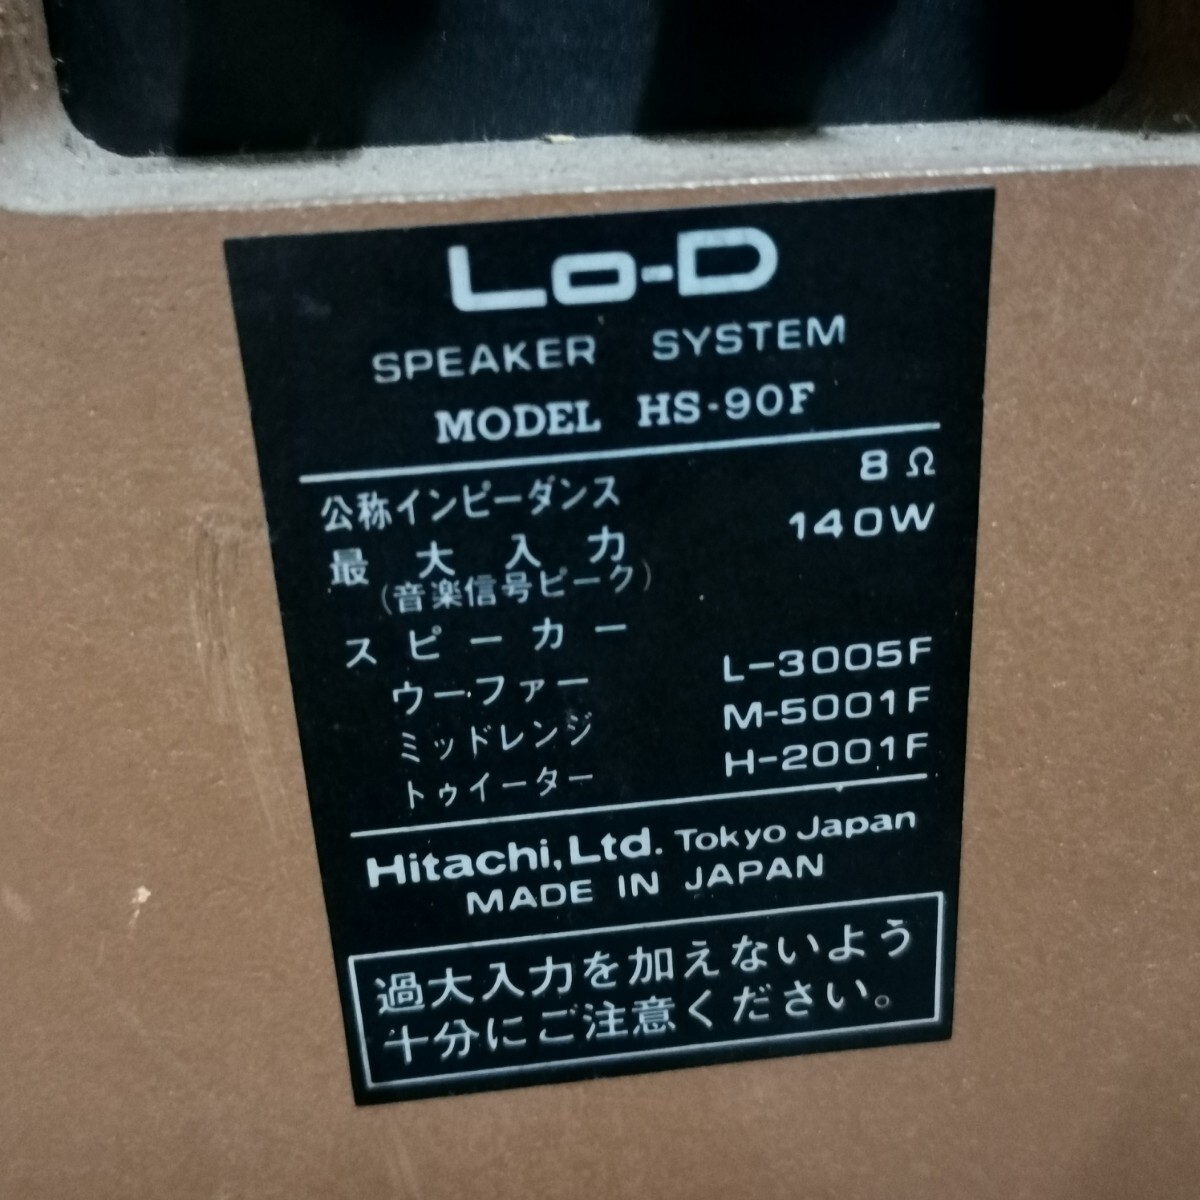 Lo-D
SPEAKER SYSTEM
MODEL HS-90F
公称インピーダンス 8 Ω
最大入力 140W
(音楽信号ピーク)
スピーカー
ウーファー L-3005F
ミッドレンジ M-5001F
トゥイーター H-2001F
Hitachi, Ltd. Tokyo Japan
MADE IN JAPAN
過大入力を加えないよう
十分にご注意ください。